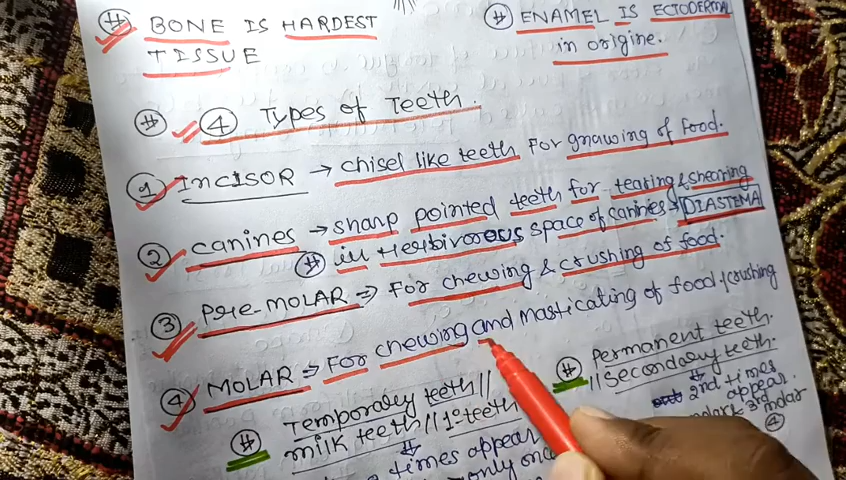 # BONE IS HARDEST
TISSUE
# ENAMEL IS ECTODERMAL
in origine.
# 4 Types of Teeth.
1 INCISOR → chisel like teeth For gnawing of food.
2 canines → sharp pointed teeth for tearing & shearing
# in Herbivorous space of canines → DIASTEMA
3 Pre-MOLAR ⇒ For chewing & crushing of food.
4 MOLAR ⇒ For chewing and masticating of food / crushing
# Temporary teeth //
milk teeth // 1° teeth
times appear
only once
# Permanent teeth.
// Secondary teeth.
2nd times
appear.
3rd molar
4